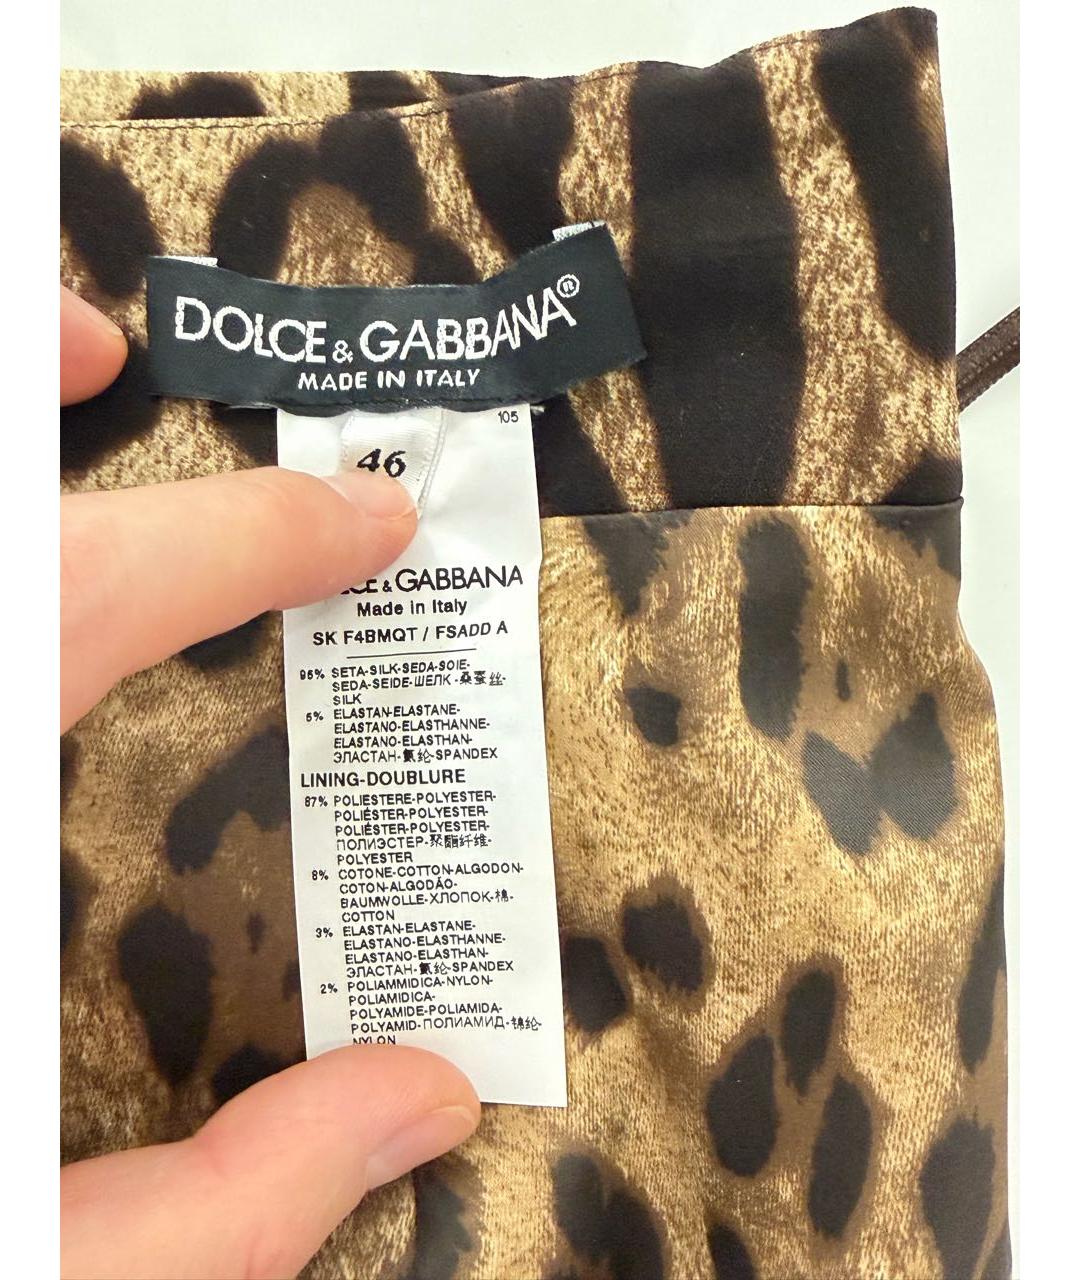 DOLCE & GABBANA®
MADE IN ITALY
105
46
CE & GABBANA
Made in Italy
SK F4BMQT / FSADD A
95% SETA-SILK-SEDA-SOIE-
SEDA-SEIDE-ШЕЛК-桑蚕丝-
SILK
5% ELASTAN-ELASTANE-
ELASTANO-ELASTHANNE-
ELASTANO-ELASTHAN-
ЭЛАСТАН-氨纶-SPANDEX
LINING-DOUBLURE
87% POLIESTERE-POLYESTER-
POLIÉSTER-POLYESTER-
POLIÉSTER-POLYESTER-
ПОЛИЭСТЕР-聚酯纤维-
POLYESTER
8% COTONE-COTTON-ALGODON-
COTON-ALGODÃO-
BAUMWOLLE-ХЛОПОК-棉-
COTTON
3% ELASTAN-ELASTANE-
ELASTANO-ELASTHANNE-
ELASTANO-ELASTHAN-
ЭЛАСТАН-氨纶-SPANDEX
2% POLIAMMIDICA-NYLON-
POLIAMIDICA-
POLYAMIDE-POLIAMIDA-
POLYAMID-ПОЛИАМИД-锦纶-
NYLON